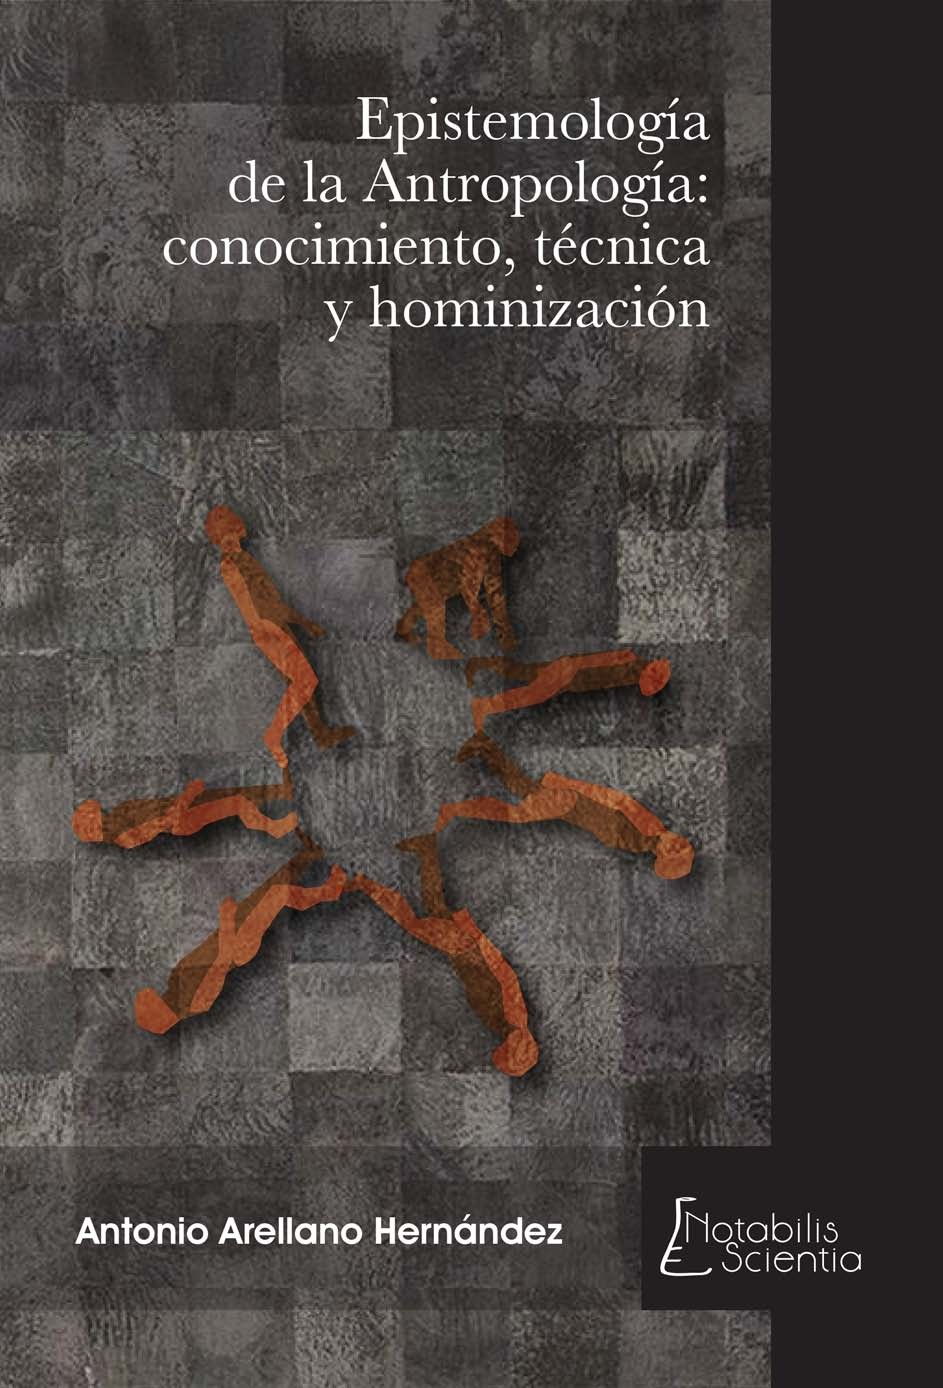 Epistemología
de la Antropología:
conocimiento, técnica
y hominización
Antonio Arellano Hernández
Notabilis
Scientia